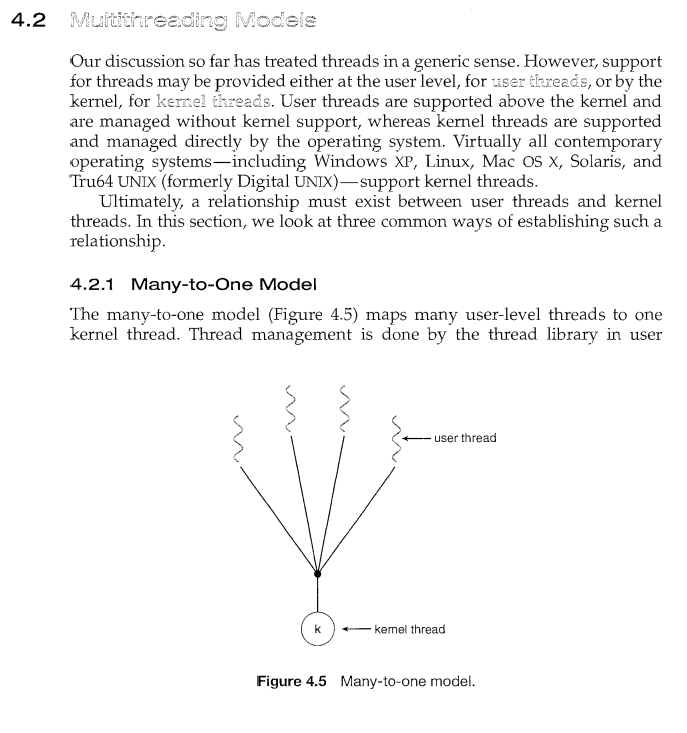 4.2 Multithreading Models
Our discussion so far has treated threads in a generic sense. However, support
for threads may be provided either at the user level, for user threads, or by the
kernel, for kernel threads. User threads are supported above the kernel and
are managed without kernel support, whereas kernel threads are supported
and managed directly by the operating system. Virtually all contemporary
operating systems—including Windows XP, Linux, Mac OS X, Solaris, and
Tru64 UNIX (formerly Digital UNIX)—support kernel threads.
Ultimately, a relationship must exist between user threads and kernel
threads. In this section, we look at three common ways of establishing such a
relationship.
4.2.1 Many-to-One Model
The many-to-one model (Figure 4.5) maps many user-level threads to one
kernel thread. Thread management is done by the thread library in user
user thread
k
kernel thread
Figure 4.5 Many-to-one model.